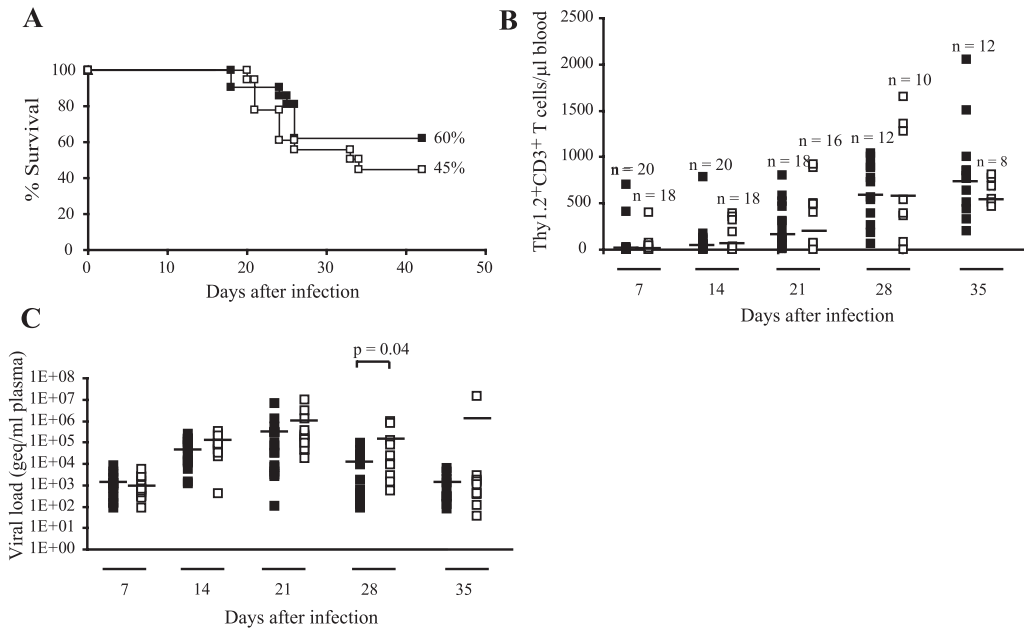 A
% Survival
100
80
60
40
20
0
60%
45%
0 10 20 30 40 50
Days after infection
B
Thy1.2+CD3+ T cells/µl blood
2500
2000
1500
1000
500
0
n = 20
n = 18
n = 20
n = 18
n = 18
n = 16
n = 12
n = 10
n = 12
n = 8
7 14 21 28 35
Days after infection
C
Viral load (geq/ml plasma)
p = 0.04
1E+08
1E+07
1E+06
1E+05
1E+04
1E+03
1E+02
1E+01
1E+00
7 14 21 28 35
Days after infection